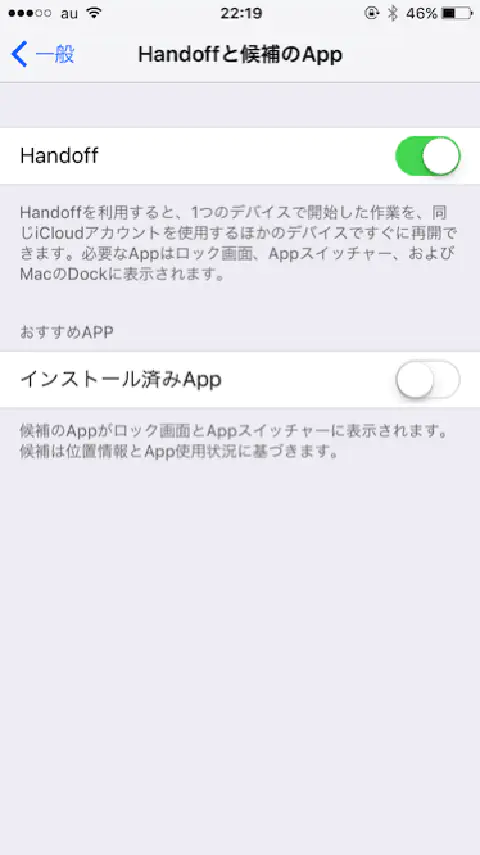 au 22:19 46%
一般 Handoffと候補のApp
Handoff
Handoffを利用すると、1つのデバイスで開始した作業を、同
じiCloudアカウントを使用するほかのデバイスですぐに再開で
きます。必要なAppはロック画面、Appスイッチャー、および
MacのDockに表示されます。
おすすめAPP
インストール済みApp
候補のAppがロック画面とAppスイッチャーに表示されます。
候補は位置情報とApp使用状況に基づきます。